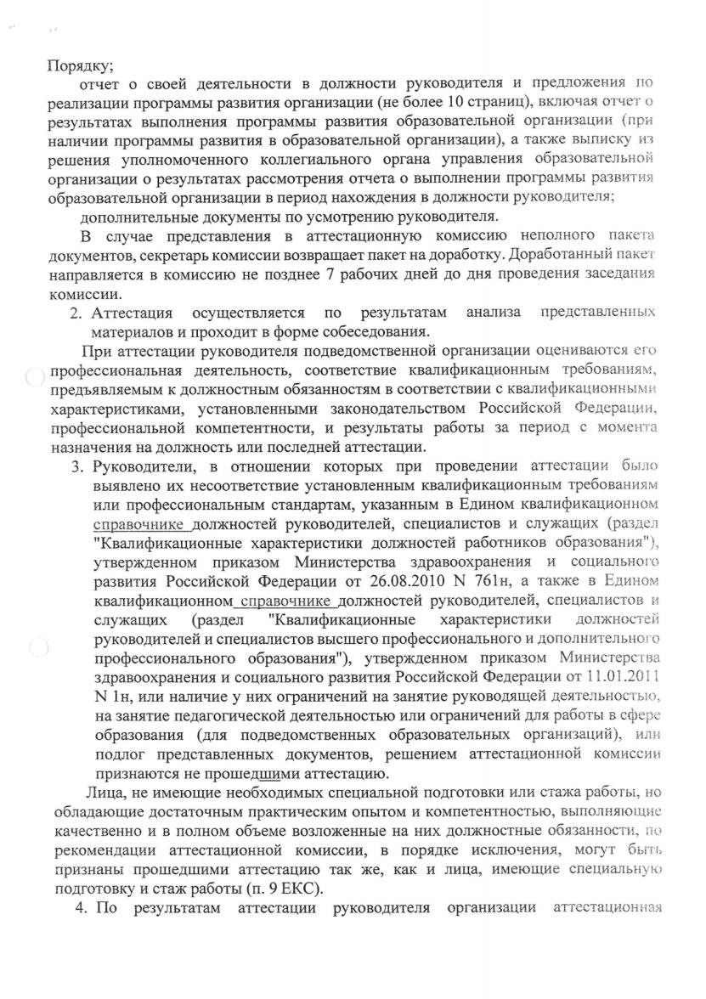 Порядку;
отчет о своей деятельности в должности руководителя и предложения по
реализации программы развития организации (не более 10 страниц), включая отчет о
результатах выполнения программы развития образовательной организации (при
наличии программы развития в образовательной организации), а также выписку из
решения уполномоченного коллегиального органа управления образовательной
организации о результатах рассмотрения отчета о выполнении программы развития
образовательной организации в период нахождения в должности руководителя;
дополнительные документы по усмотрению руководителя.
В случае представления в аттестационную комиссию неполного пакета
документов, секретарь комиссии возвращает пакет на доработку. Доработанный пакет
направляется в комиссию не позднее 7 рабочих дней до дня проведения заседания
комиссии.
2. Аттестация осуществляется по результатам анализа представленных
материалов и проходит в форме собеседования.
При аттестации руководителя подведомственной организации оцениваются его
профессиональная деятельность, соответствие квалификационным требованиям,
предъявляемым к должностным обязанностям в соответствии с квалификационными
характеристиками, установленными законодательством Российской Федерации,
профессиональной компетентности, и результаты работы за период с момента
назначения на должность или последней аттестации.
3. Руководители, в отношении которых при проведении аттестации было
выявлено их несоответствие установленным квалификационным требованиям
или профессиональным стандартам, указанным в Едином квалификационном
справочнике должностей руководителей, специалистов и служащих (раздел
"Квалификационные характеристики должностей работников образования"),
утвержденном приказом Министерства здравоохранения и социального
развития Российской Федерации от 26.08.2010 N 761н, а также в Едином
квалификационном справочнике должностей руководителей, специалистов и
служащих (раздел "Квалификационные характеристики должностей
руководителей и специалистов высшего профессионального и дополнительного
профессионального образования"), утвержденном приказом Министерства
здравоохранения и социального развития Российской Федерации от 11.01.2011
N 1н, или наличие у них ограничений на занятие руководящей деятельностью,
на занятие педагогической деятельностью или ограничений для работы в сфере
образования (для подведомственных образовательных организаций), или
подлог представленных документов, решением аттестационной комиссии
признаются не прошедшими аттестацию.
Лица, не имеющие необходимых специальной подготовки или стажа работы, но
обладающие достаточным практическим опытом и компетентностью, выполняющие
качественно и в полном объеме возложенные на них должностные обязанности, по
рекомендации аттестационной комиссии, в порядке исключения, могут быть
признаны прошедшими аттестацию так же, как и лица, имеющие специальную
подготовку и стаж работы (п. 9 ЕКС).
4. По результатам аттестации руководителя организации аттестационная